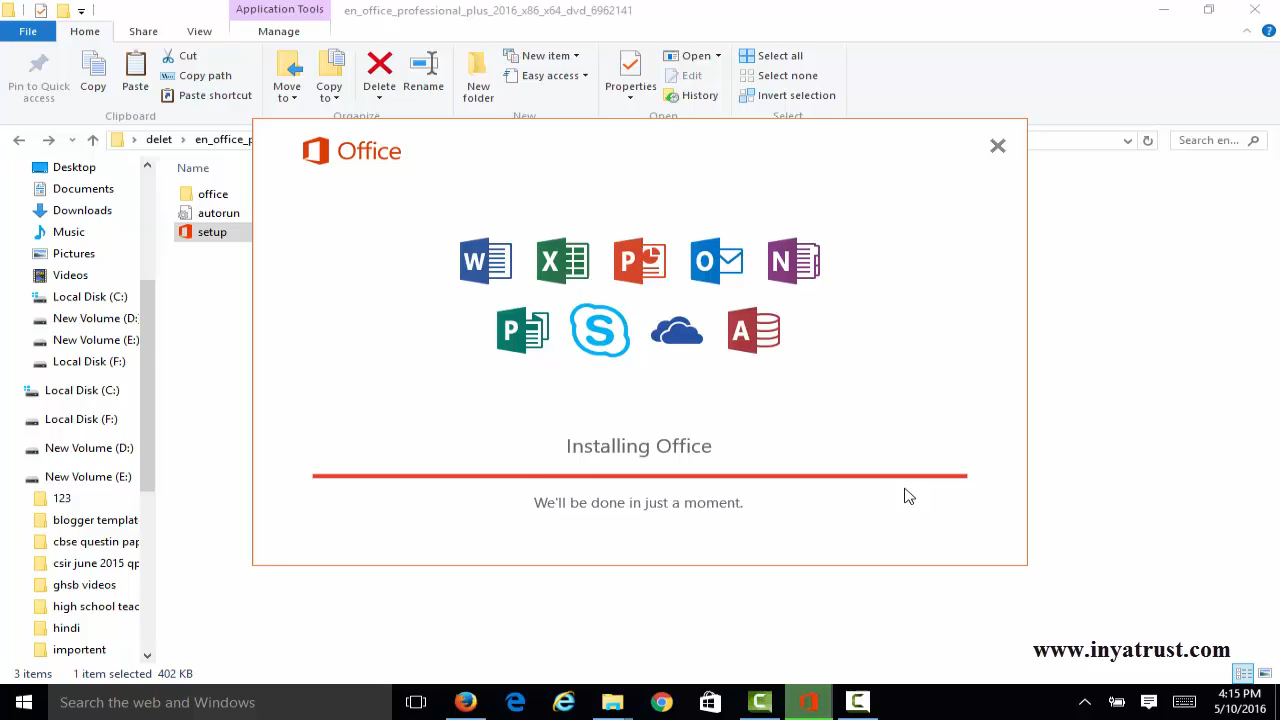 Application Tools
en_office_professional_plus_2016_x86_x64_dvd_6962141
File
Home
Share
View
Manage
Pin to Quick access
Copy
Paste
Cut
Copy path
Paste shortcut
Clipboard
Move to
Copy to
Delete
Rename
Organize
New folder
New item
Easy access
New
Properties
Open
Edit
History
Open
Select all
Select none
Invert selection
Select
delet
en_office_p
Search en...
Desktop
Documents
Downloads
Music
Pictures
Videos
Local Disk (C:)
New Volume (D:
New Volume (E:)
Local Disk (F:)
Local Disk (C:)
Local Disk (F:)
New Volume (D:)
New Volume (E:)
123
blogger templat
cbse questin pap
csir june 2015 qp
ghsb videos
high school teac
hindi
importent
Name
office
autorun
setup
Office
W
X
P
O
N
P
S
A
Installing Office
We'll be done in just a moment.
www.inyatrust.com
3 items
1 item selected 402 KB
Search the web and Windows
4:15 PM
5/10/2016